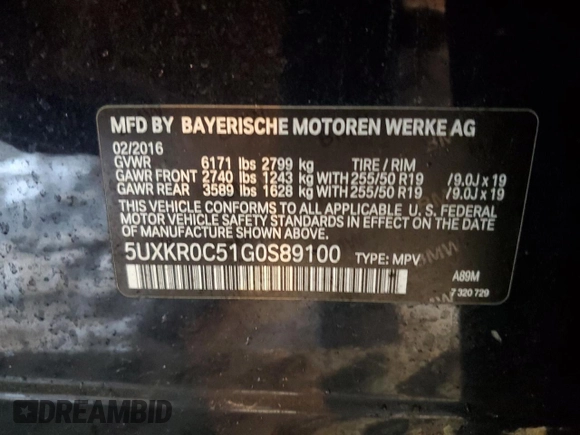 MFD BY BAYERISCHE MOTOREN WERKE AG
02/2016
GVWR 6171 lbs 2799 kg TIRE / RIM
GAWR FRONT 2740 lbs 1243 kg WITH 255/50 R19 /9.0J x 19
GAWR REAR 3589 lbs 1628 kg WITH 255/50 R19 /9.0J x 19
THIS VEHICLE CONFORMS TO ALL APPLICABLE U. S. FEDERAL
MOTOR VEHICLE SAFETY STANDARDS IN EFFECT ON THE DATE
OF MANUFACTURE
5UXKR0C51G0S89100 TYPE: MPV
A89M
7 320 729
DREAMBID